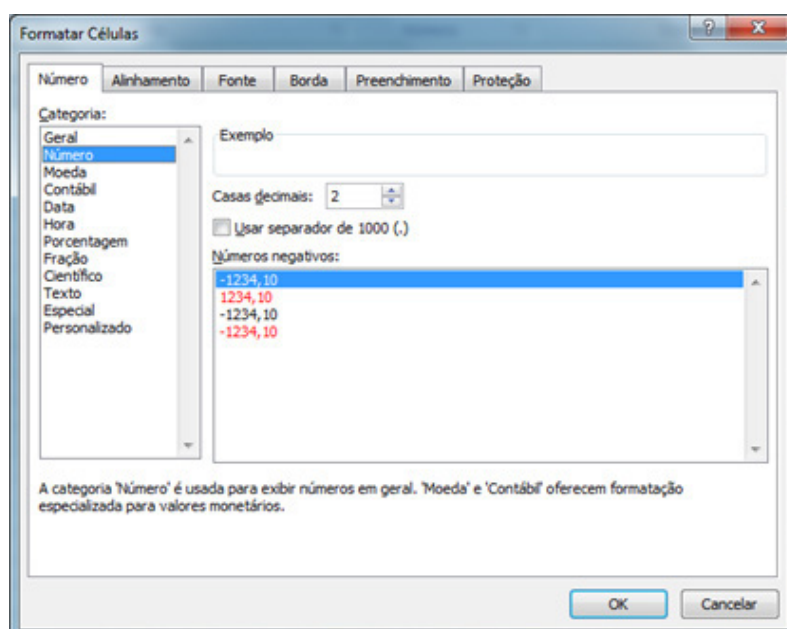 Formatar Células
Número Alinhamento Fonte Borda Preenchimento Proteção
Categoria:
Geral
Número
Moeda
Contábil
Data
Hora
Porcentagem
Fração
Científico
Texto
Especial
Personalizado
Exemplo
Casas decimais: 2
Usar separador de 1000 (.)
Números negativos:
-1234,10
1234,10
-1234,10
-1234,10
A categoria 'Número' é usada para exibir números em geral. 'Moeda' e 'Contábil' oferecem formatação
especializada para valores monetários.
OK Cancelar